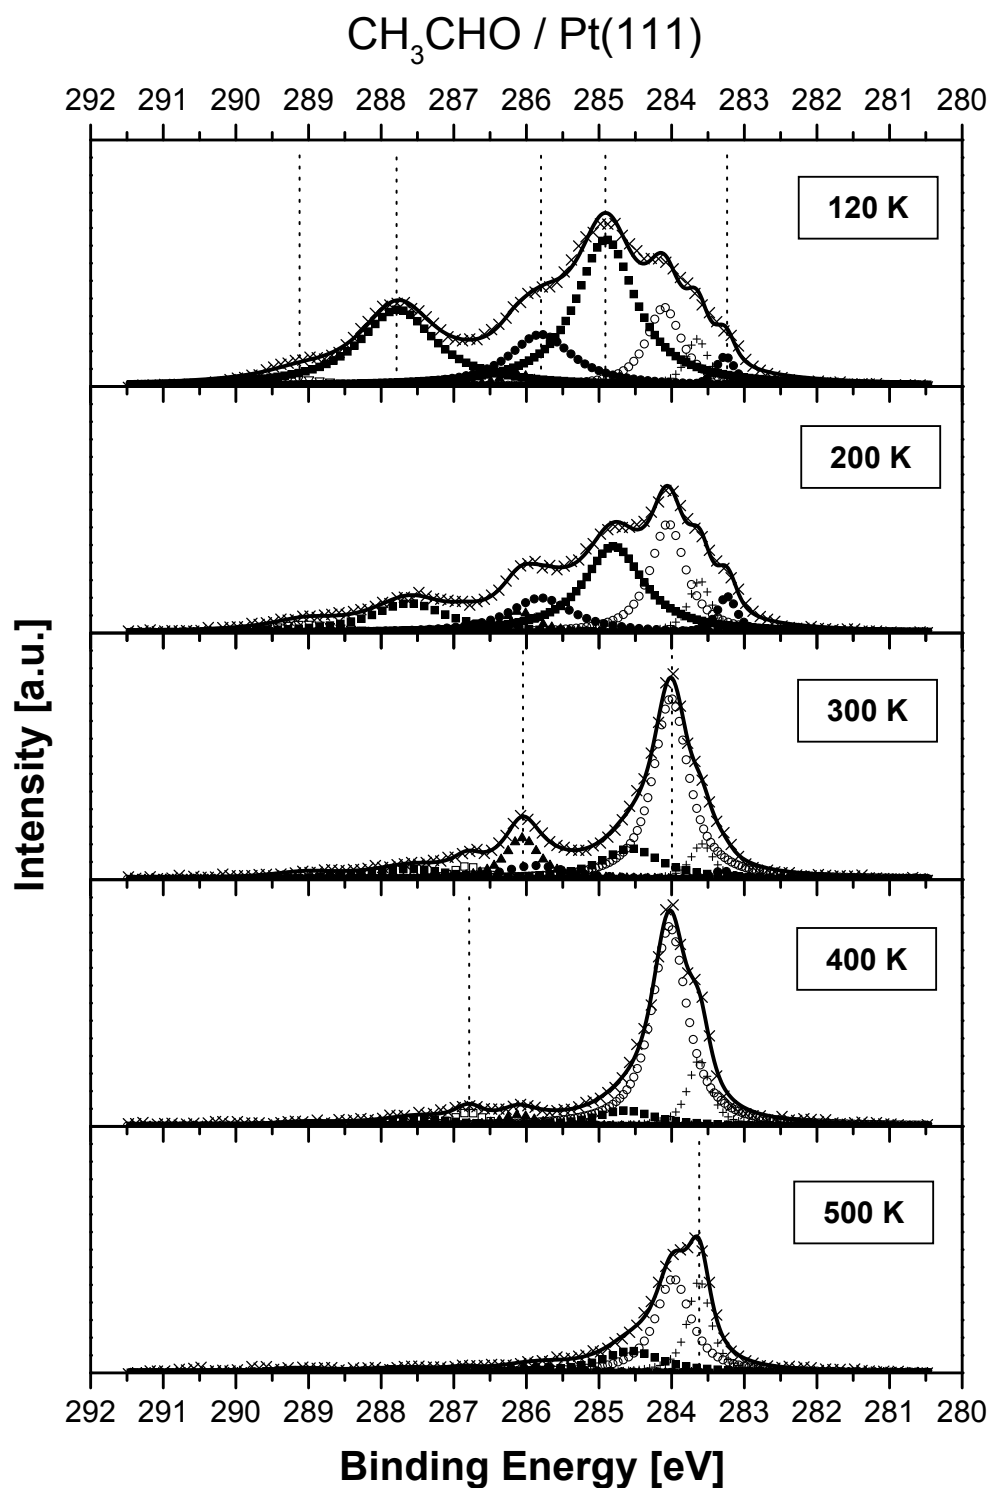 CH₃CHO / Pt(111)
292 291 290 289 288 287 286 285 284 283 282 281 280
120 K
200 K
300 K
400 K
500 K
Intensity [a.u.]
292 291 290 289 288 287 286 285 284 283 282 281 280
Binding Energy [eV]